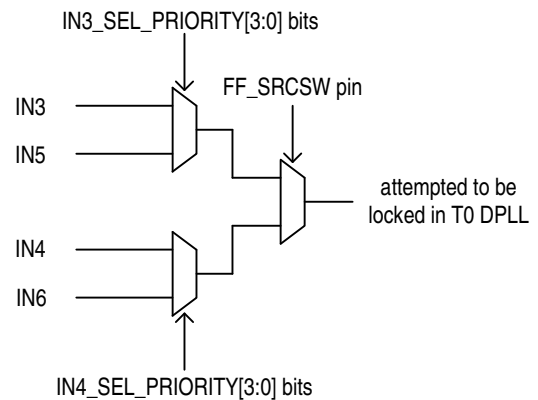 IN3_SEL_PRIORITY[3:0] bits
FF_SRCSW pin
IN3
IN5
attempted to be
locked in T0 DPLL
IN4
IN6
IN4_SEL_PRIORITY[3:0] bits